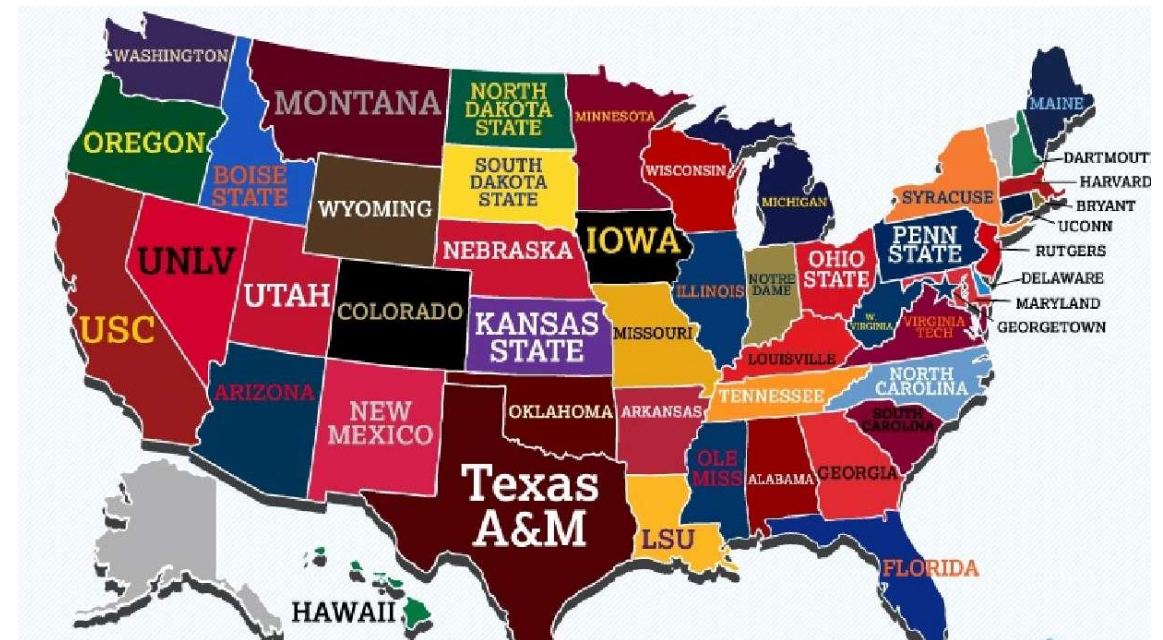 WASHINGTON
MONTANA
NORTH
DAKOTA
STATE
MINNESOTA
MAINE
OREGON
BOISE
STATE
WYOMING
SOUTH
DAKOTA
STATE
WISCONSIN
MICHIGAN
SYRACUSE
DARTMOUT
HARVARD
BRYANT
UCONN
RUTGERS
DELAWARE
MARYLAND
GEORGETOWN
UNLV
UTAH
COLORADO
NEBRASKA
IOWA
ILLINOIS
NOTRE
DAME
OHIO
STATE
PENN
STATE
USC
KANSAS
STATE
MISSOURI
LOUISVILLE
W.
VIRGINIA
VIRGINIA
TECH
ARIZONA
NEW
MEXICO
OKLAHOMA
ARKANSAS
TENNESSEE
NORTH
CAROLINA
SOUTH
CAROLINA
Texas
A&M
LSU
OLE
MISS
ALABAMA
GEORGIA
FLORIDA
HAWAII